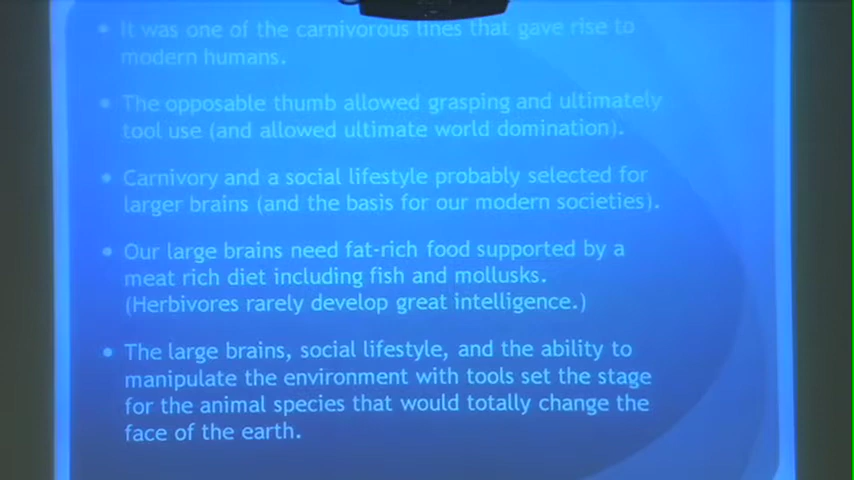 • It was one of the carnivorous lines that gave rise to
modern humans.
• The opposable thumb allowed grasping and ultimately
tool use (and allowed ultimate world domination).
• Carnivory and a social lifestyle probably selected for
larger brains (and the basis for our modern societies).
• Our large brains need fat-rich food supported by a
meat rich diet including fish and mollusks.
(Herbivores rarely develop great intelligence.)
• The large brains, social lifestyle, and the ability to
manipulate the environment with tools set the stage
for the animal species that would totally change the
face of the earth.